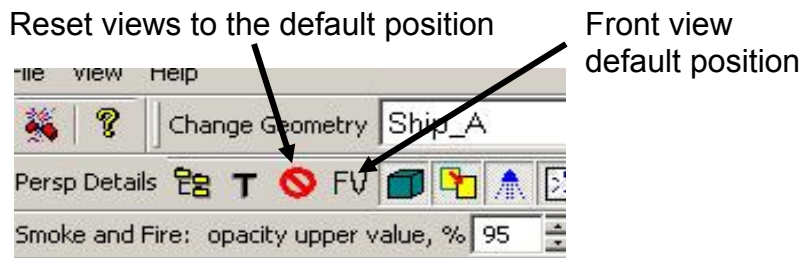 Reset views to the default position
Front view
default position
File View Help
? Change Geometry Ship_A
Persp Details T FV
Smoke and Fire: opacity upper value, % 95